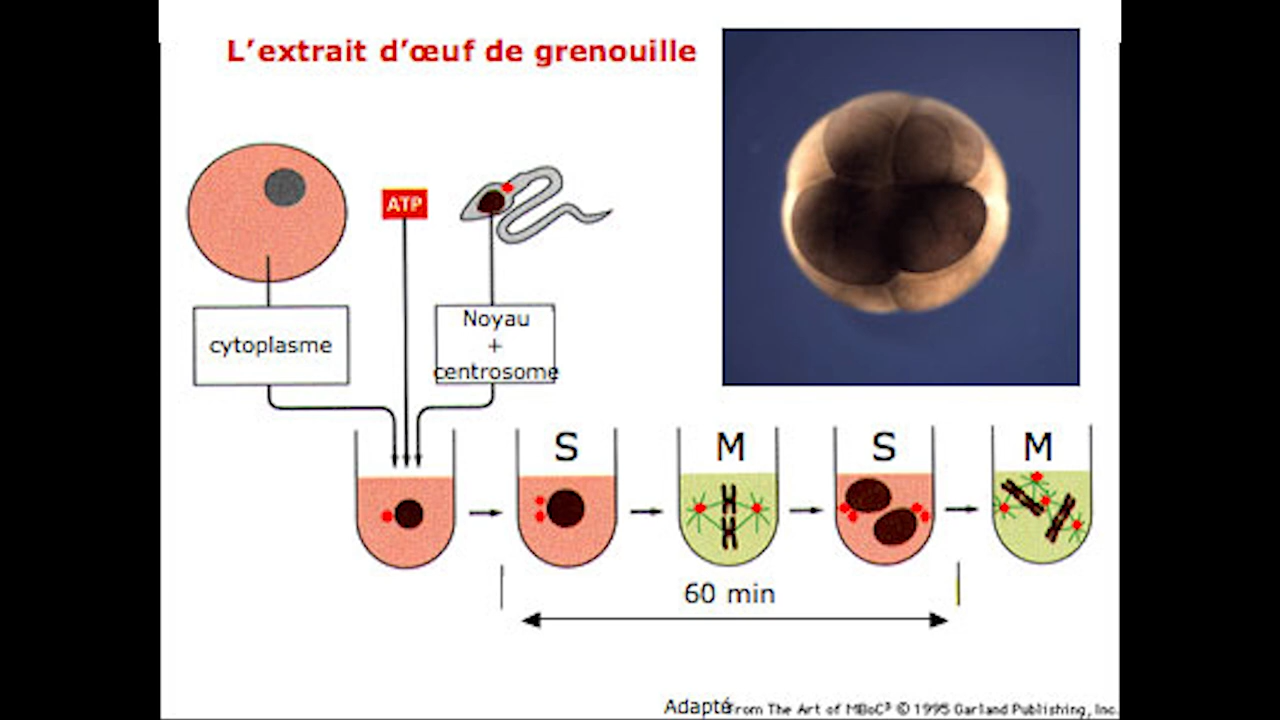 L’extrait d’œuf de grenouille
ATP
cytoplasme
Noyau
+
centrosome
S
M
S
M
60 min
Adapté From The Art of MBoC³ © 1995 Garland Publishing, Inc.